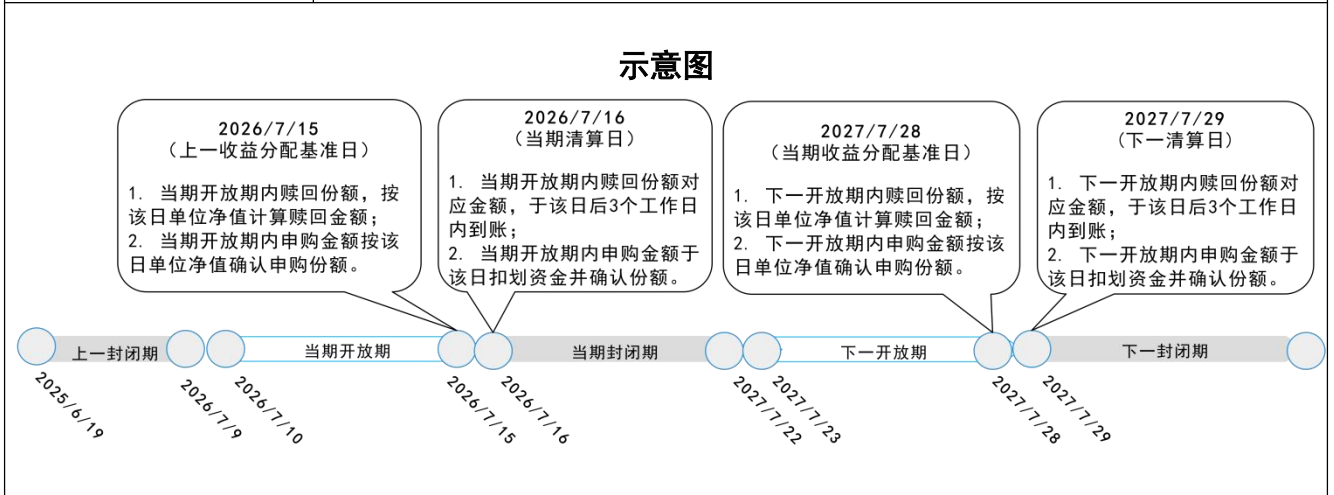 示意图
2026/7/15
（上一收益分配基准日）
1. 当期开放期内赎回份额，按
该日单位净值计算赎回金额；
2. 当期开放期内申购金额按该
日单位净值确认申购份额。
2026/7/16
（当期清算日）
1. 当期开放期内赎回份额对
应金额，于该日后3个工作日
内到账；
2. 当期开放期内申购金额于
该日扣划资金并确认份额。
2027/7/28
（当期收益分配基准日）
1. 下一开放期内赎回份额，按
该日单位净值计算赎回金额；
2. 下一开放期内申购金额按该
日单位净值确认申购份额。
2027/7/29
（下一清算日）
1. 下一开放期内赎回份额对
应金额，于该日后3个工作日
内到账；
2. 下一开放期内申购金额于
该日扣划资金并确认份额。
上一封闭期
当期开放期
当期封闭期
下一开放期
下一封闭期
2025/6/19
2026/7/9
2026/7/10
2026/7/15
2026/7/16
2027/7/22
2027/7/23
2027/7/28
2027/7/29